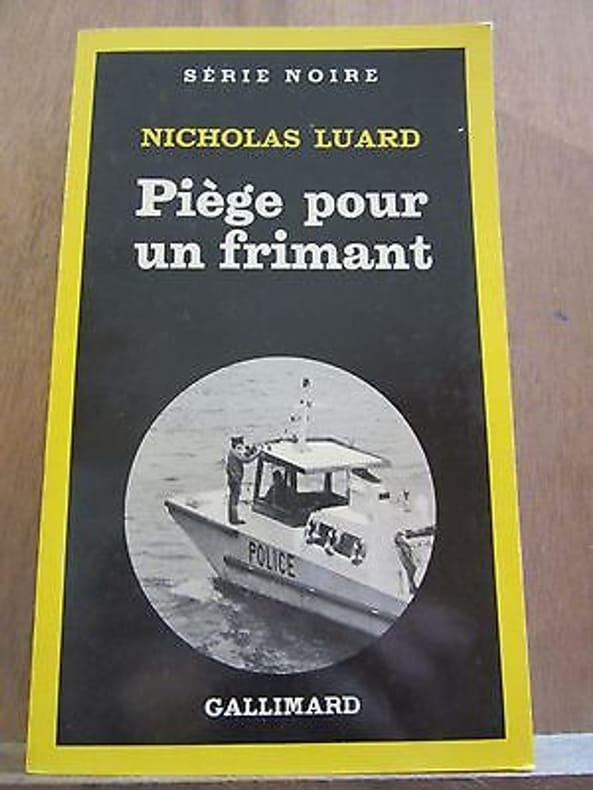 SÉRIE NOIRE
NICHOLAS LUARD
Piège pour
un frimant
POLICE
GALLIMARD